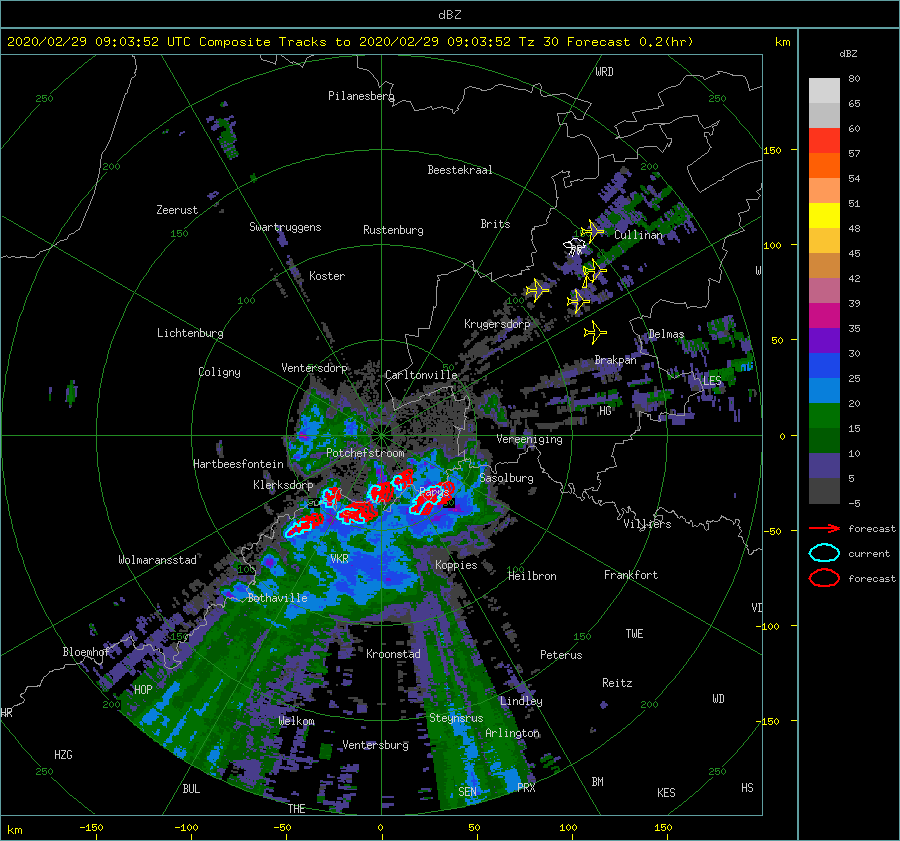 dBZ
2020/02/29 09:03:52 UTC Composite Tracks to 2020/02/29 09:03:52 Tz 30 Forecast 0.2(hr)
km
dBZ
WRD
250
Pilanesberg
250
80
65
60
57
54
51
48
45
42
39
35
30
25
20
15
10
5
-5
150
200
Beestekraal
200
Zeerust
Swartruggens
Rustenburg
Brits
150
Cullinan
100
W
Koster
100
100
Lichtenburg
Krugersdorp
Delmas
50
Coligny
Ventersdorp
Carltonville
50
Brakpan
LES
HG
0
Vereeniging
Potchefstroom
Hartbeesfontein
Klerksdorp
Parys
Sasolburg
50
Villiers
-50
forecast
current
forecast
Wolmaransstad
VKR
Koppies
100
100
Heilbron
Frankfort
Bothaville
VD
-100
150
150
TWE
Bloemhof
Kroonstad
Peterus
HOP
Reitz
WD
HR
200
Lindley
200
Welkom
Steynsrus
-150
Arlington
HZG
Ventersburg
250
250
BUL
SEN
PRX
BM
KES
HS
THE
km
-150
-100
-50
0
50
100
150